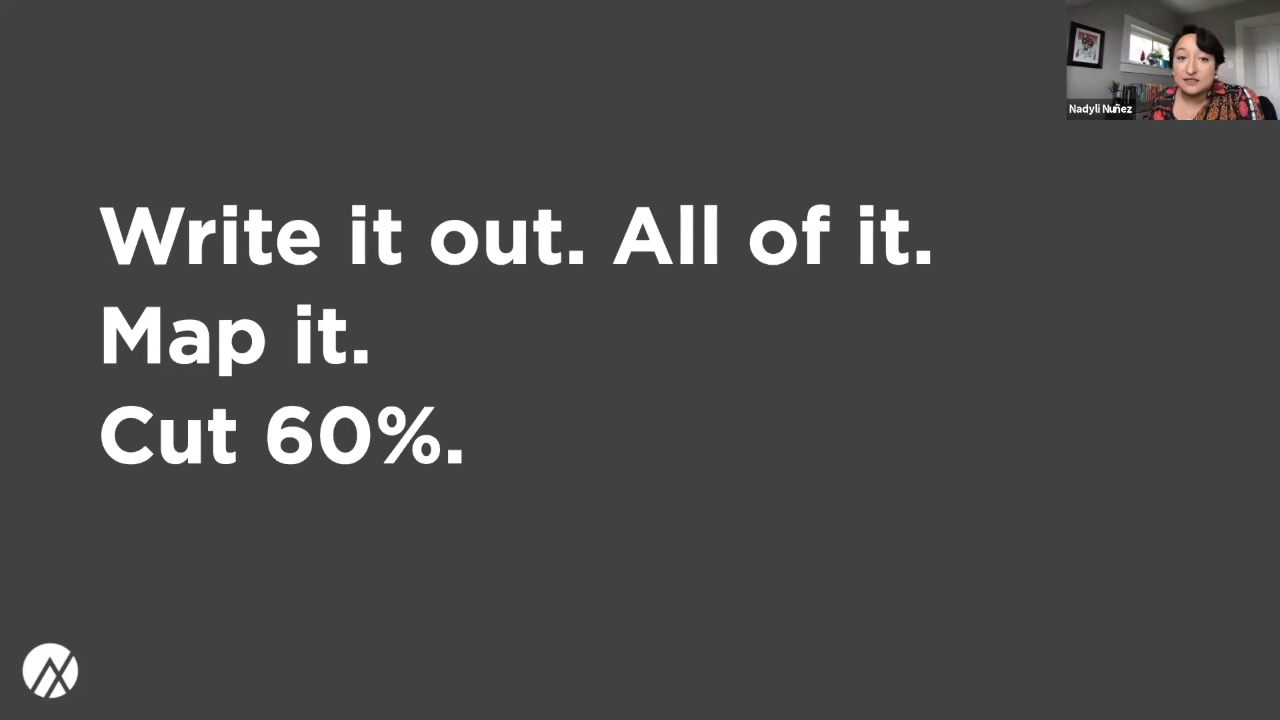 Nadyli Nuñez
Write it out. All of it.
Map it.
Cut 60%.